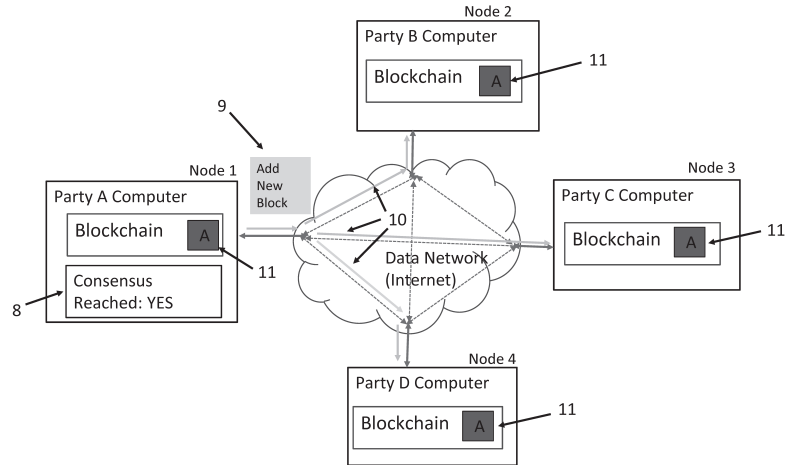 Node 2
Party B Computer
Blockchain A
11
9
Add
New
Block
Node 1
Party A Computer
Blockchain A
11
Consensus
Reached: YES
8
10
Data Network
(Internet)
Node 3
Party C Computer
Blockchain A
11
Node 4
Party D Computer
Blockchain A
11